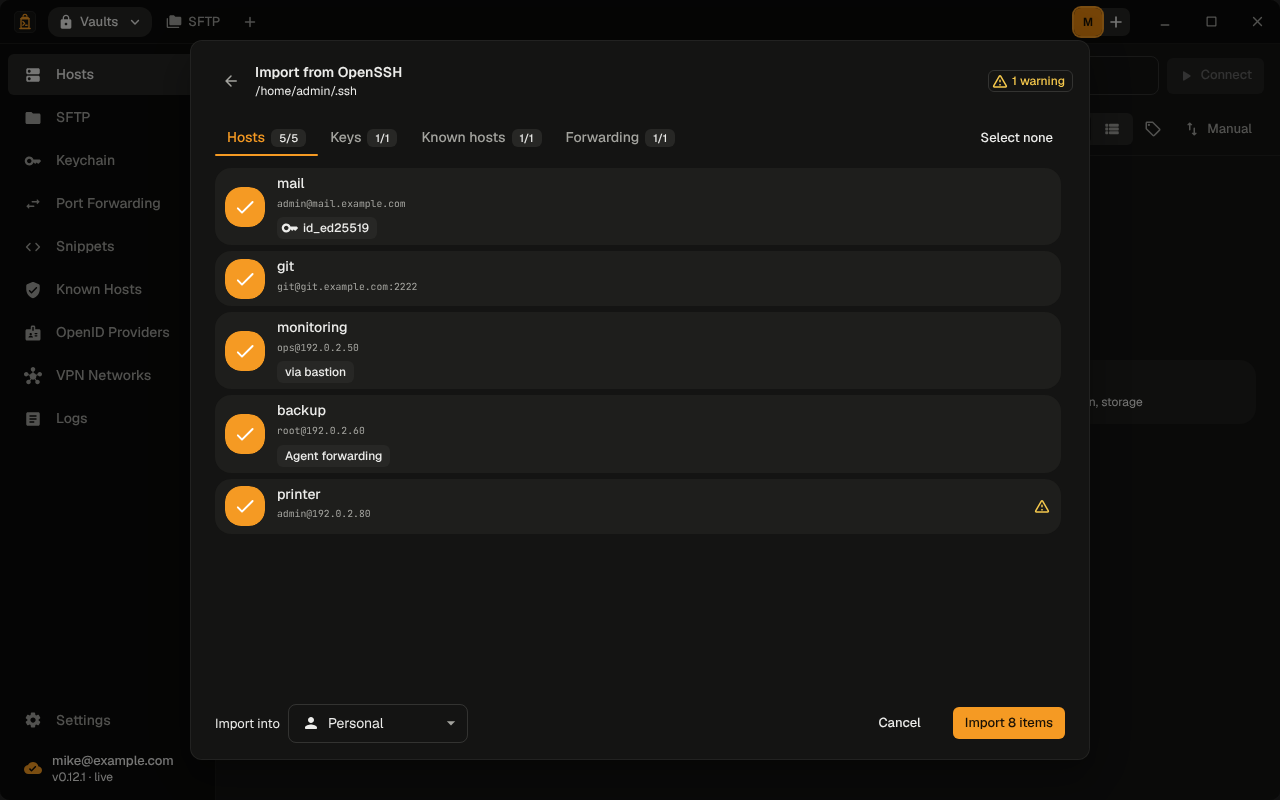 Vaults
SFTP
M
Hosts
SFTP
Keychain
Port Forwarding
Snippets
Known Hosts
OpenID Providers
VPN Networks
Logs
Settings
mike@example.com
v0.12.1 · live
Connect
Manual
n, storage
Import from OpenSSH
/home/admin/.ssh
1 warning
Hosts 5/5 Keys 1/1 Known hosts 1/1 Forwarding 1/1 Select none
mail
admin@mail.example.com
id_ed25519
git
git@git.example.com:2222
monitoring
ops@192.0.2.50
via bastion
backup
root@192.0.2.60
Agent forwarding
printer
admin@192.0.2.80
Import into Personal Cancel Import 8 items